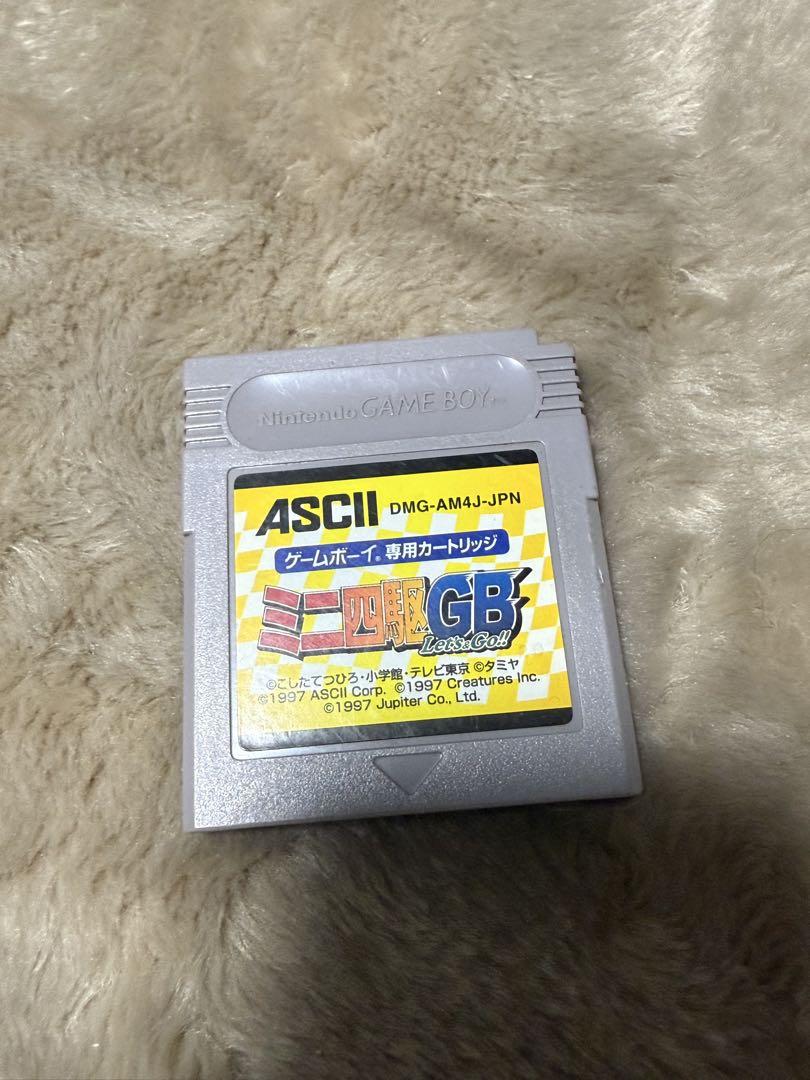 Nintendo GAME BOY™
ASCII DMG-AM4J-JPN
ゲームボーイ® 専用カートリッジ
ミニ四駆GB
Let's&Go!!
©こしたてつひろ・小学館・テレビ東京 ©タミヤ
©1997 ASCII Corp. ©1997 Creatures Inc.
©1997 Jupiter Co., Ltd.